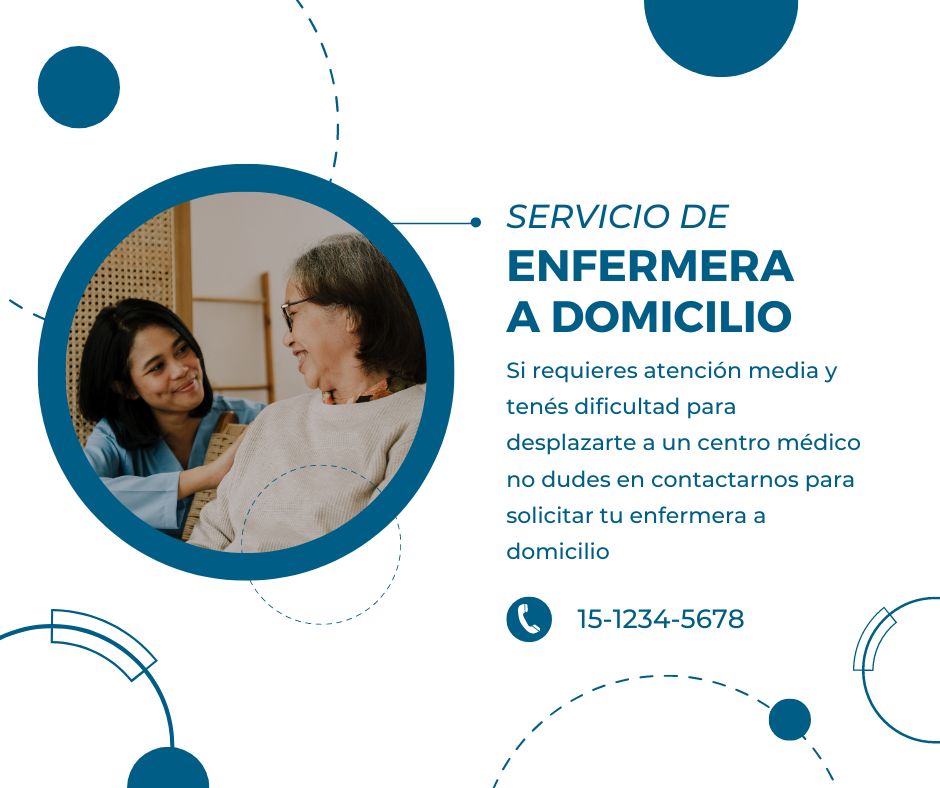 SERVICIO DE
ENFERMERA
A DOMICILIO
Si requieres atención media y
tenés dificultad para
desplazarte a un centro médico
no dudes en contactarnos para
solicitar tu enfermera a
domicilio
15-1234-5678